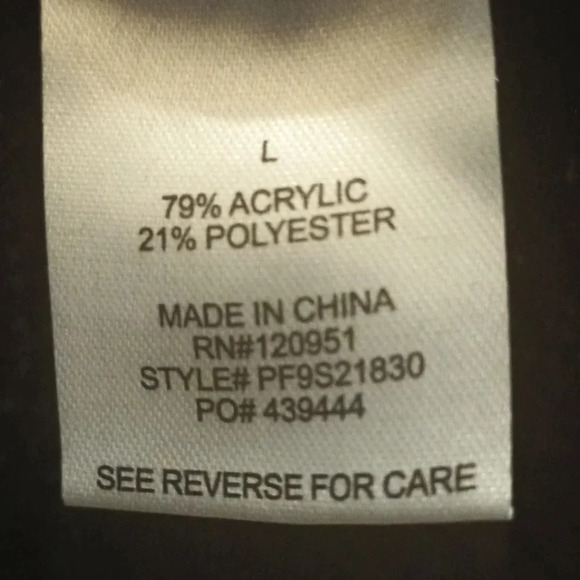 L
79% ACRYLIC
21% POLYESTER
MADE IN CHINA
RN#120951
STYLE# PF9S21830
PO# 439444
SEE REVERSE FOR CARE